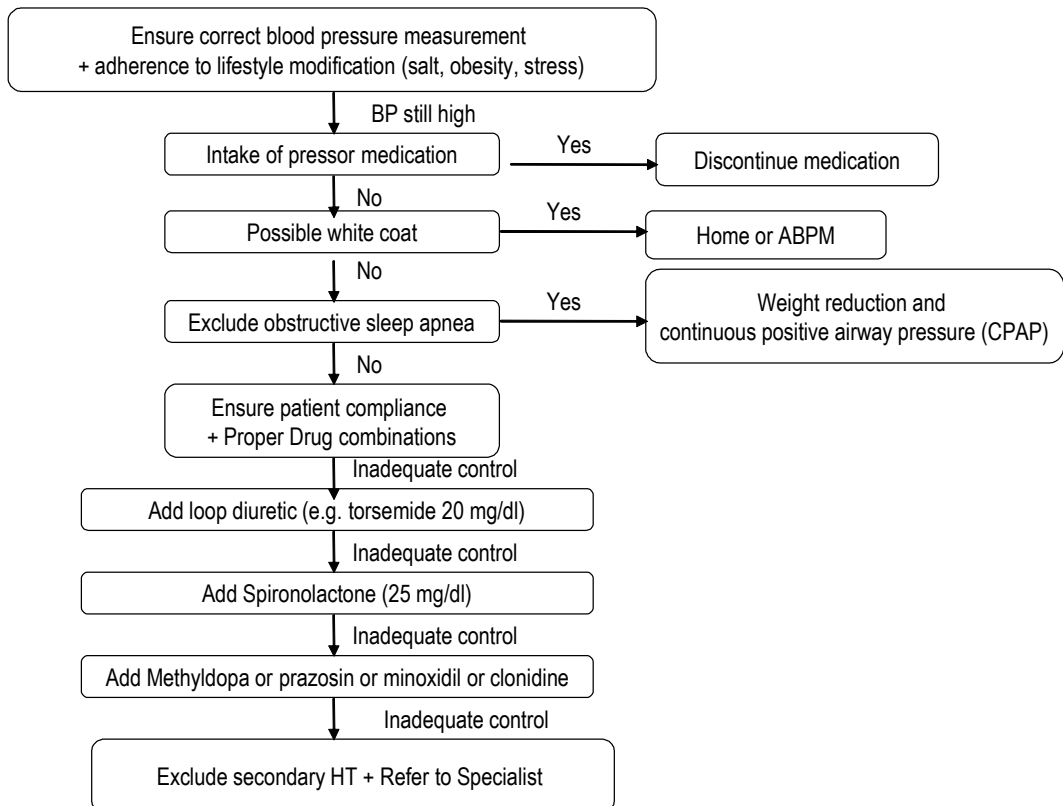 Ensure correct blood pressure measurement
+ adherence to lifestyle modification (salt, obesity, stress)
BP still high
Intake of pressor medication
Yes
Discontinue medication
No
Possible white coat
Yes
Home or ABPM
No
Exclude obstructive sleep apnea
Yes
Weight reduction and
continuous positive airway pressure (CPAP)
No
Ensure patient compliance
+ Proper Drug combinations
Inadequate control
Add loop diuretic (e.g. torsemide 20 mg/dl)
Inadequate control
Add Spironolactone (25 mg/dl)
Inadequate control
Add Methyldopa or prazosin or minoxidil or clonidine
Inadequate control
Exclude secondary HT + Refer to Specialist